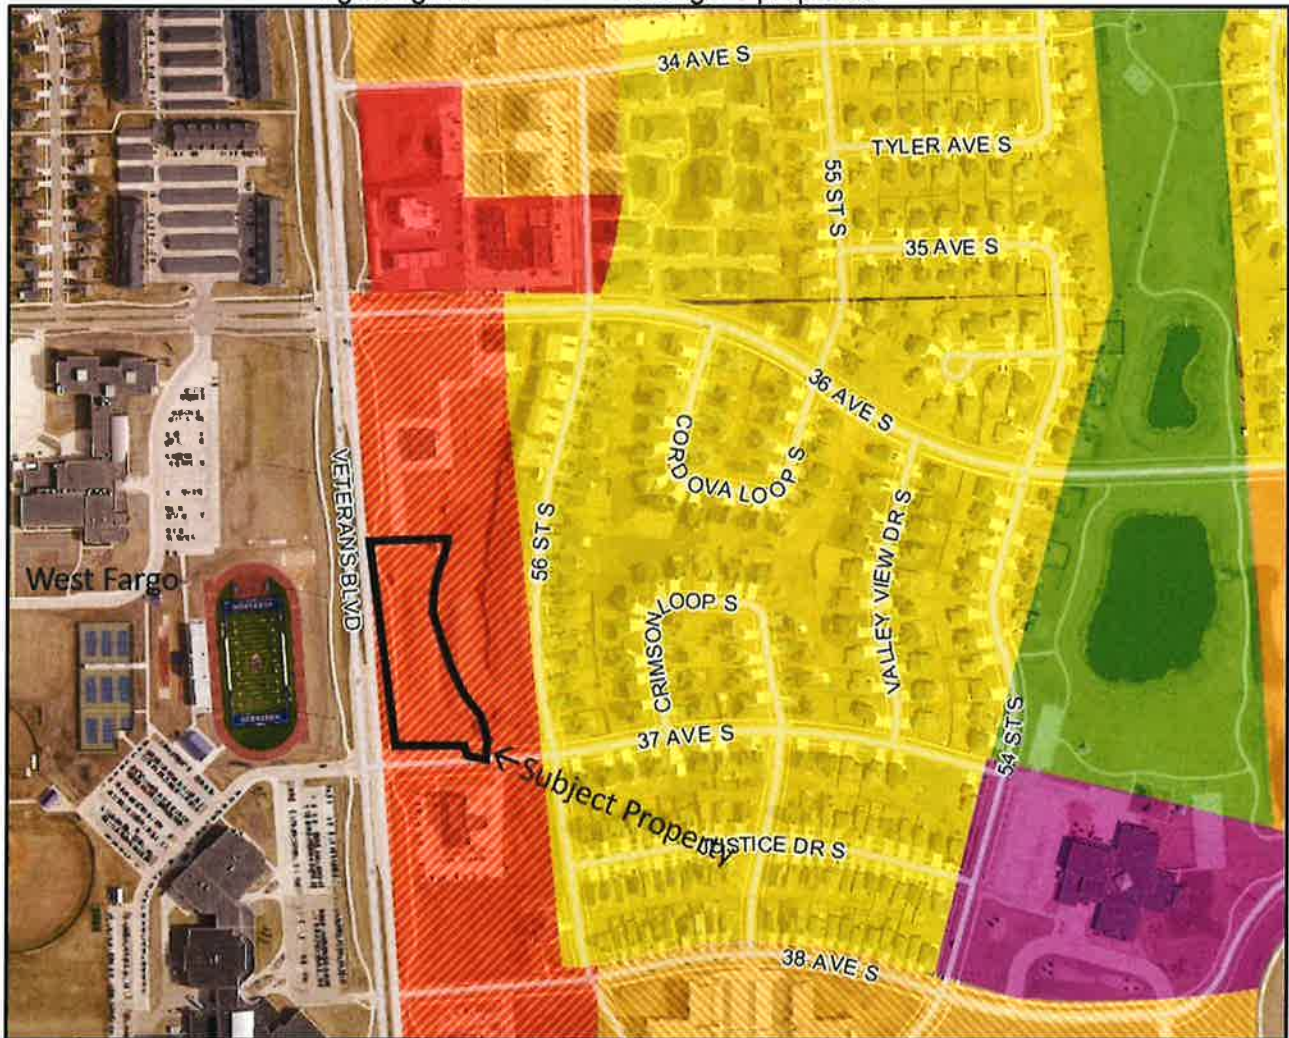 34 AVE S
TYLER AVE S
55 ST S
35 AVE S
36 AVE S
CORDOVA LOOP S
VETERANS BLVD
56 ST S
VALLEY VIEW DR S
West Fargo
CRIMSON LOOP S
37 AVE S
54 ST S
Subject Property
JUSTICE DR S
38 AVE S